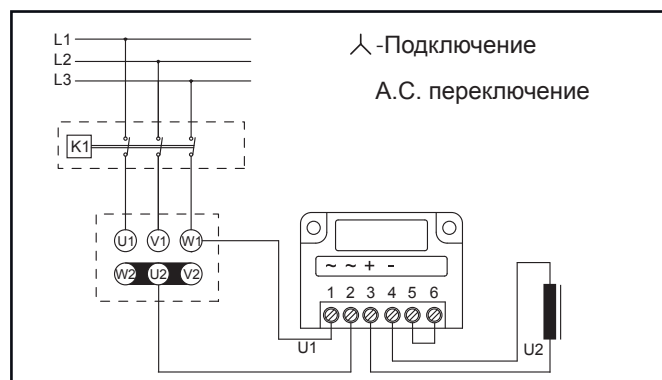 L1
L2
L3
⅄ -Подключение
A.C. переключение
K1
U1 V1 W1
W2 U2 V2
~ ~ + -
1 2 3 4 5 6
U1
U2